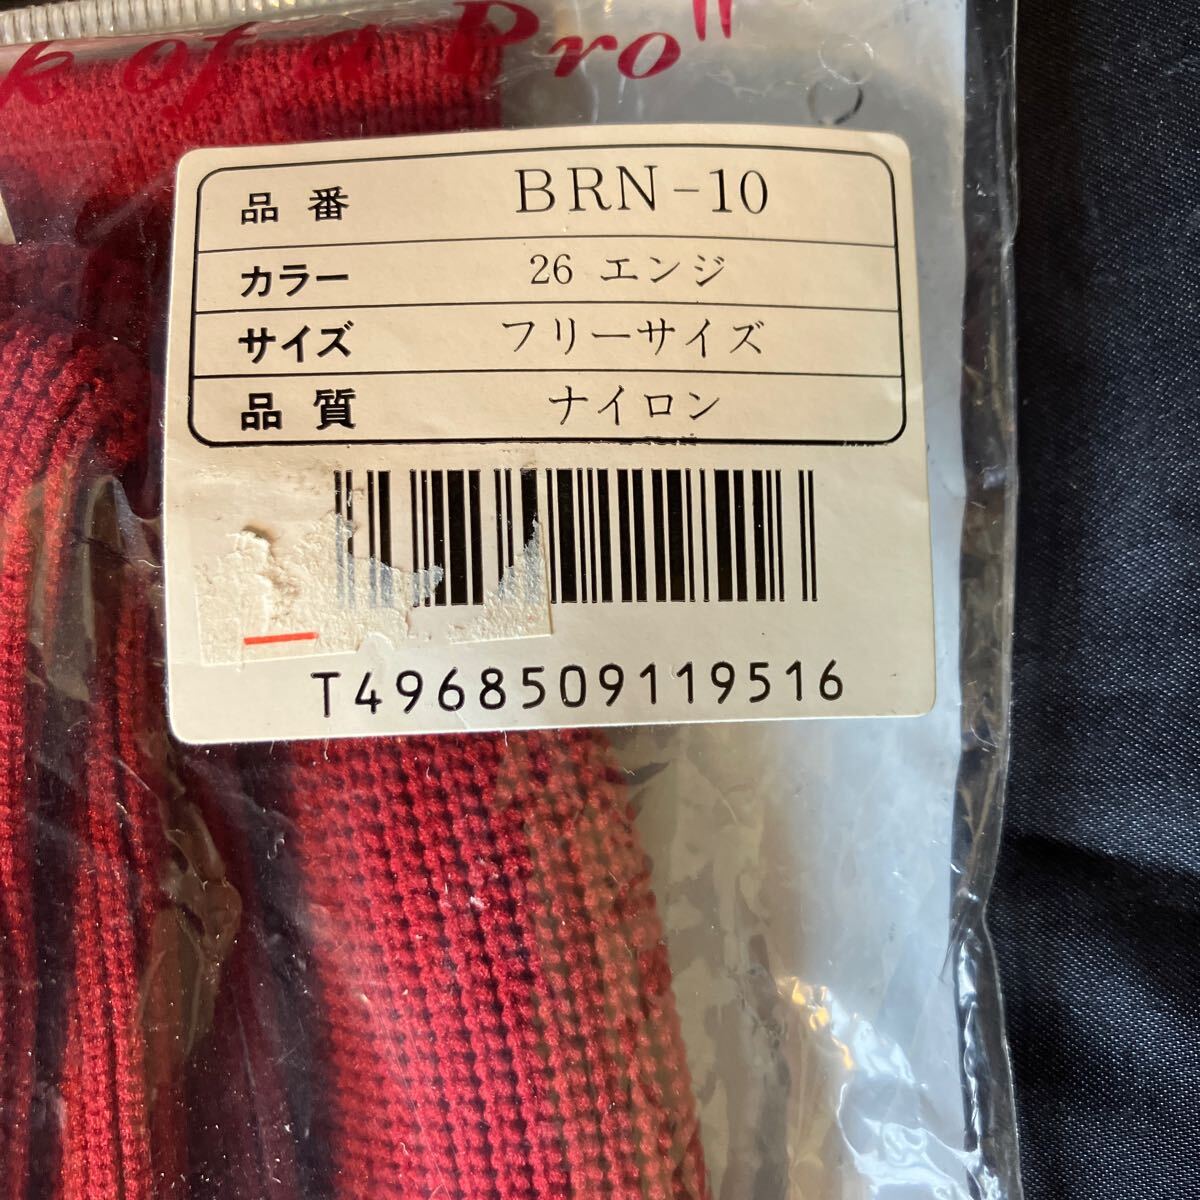 k of a Pro"
品番 BRN-10
カラー 26 エンジ
サイズ フリーサイズ
品質 ナイロン
T4968509119516